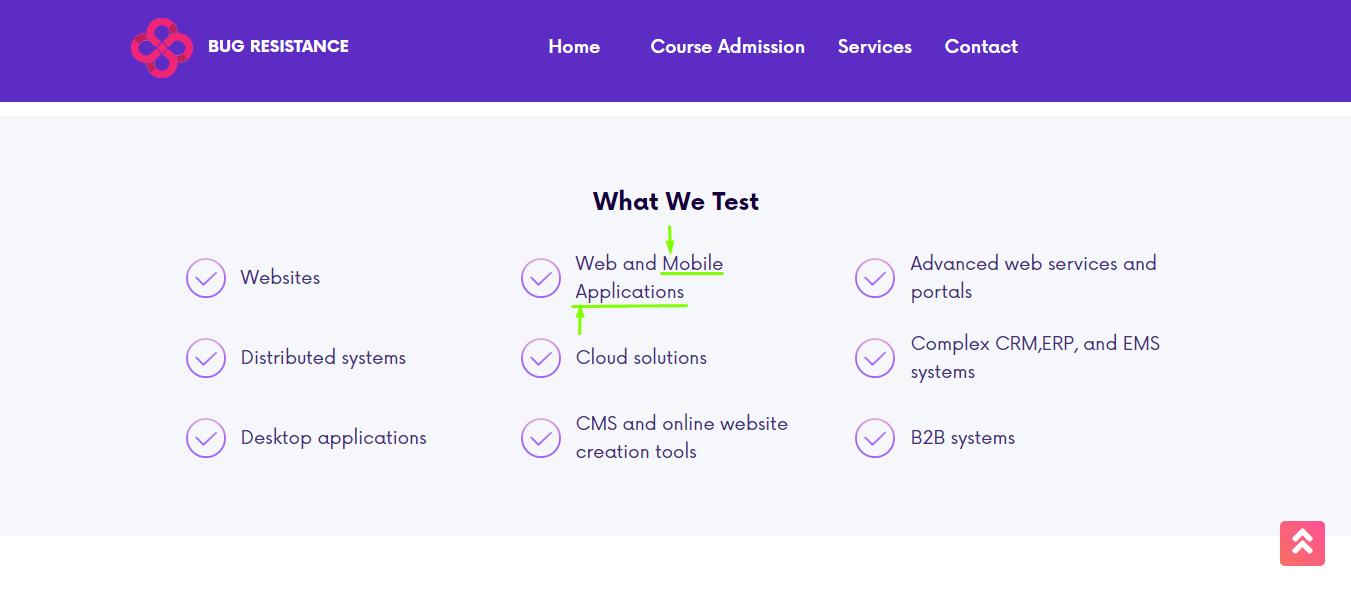 BUG RESISTANCE
Home Course Admission Services Contact
What We Test
Websites
Web and Mobile
Applications
Advanced web services and
portals
Distributed systems
Cloud solutions
Complex CRM,ERP, and EMS
systems
Desktop applications
CMS and online website
creation tools
B2B systems